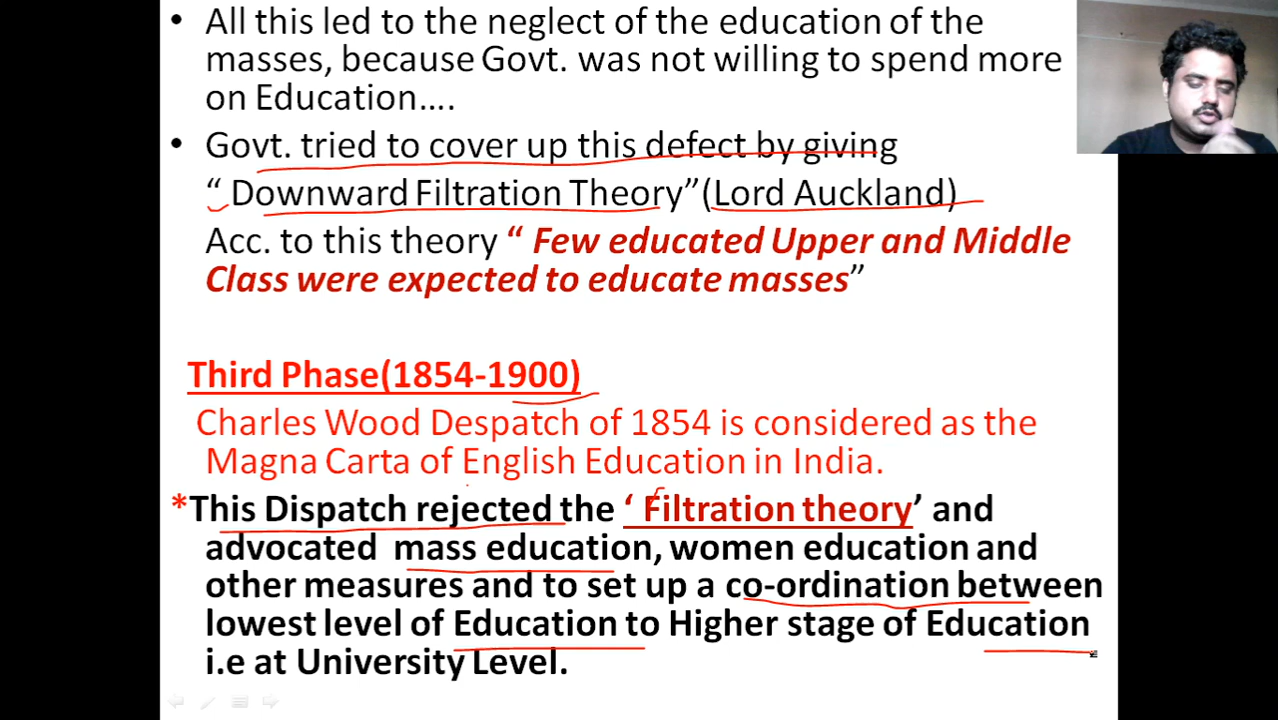 • All this led to the neglect of the education of the
masses, because Govt. was not willing to spend more
on Education….
• Govt. tried to cover up this defect by giving
“ Downward Filtration Theory”(Lord Auckland)
Acc. to this theory “ Few educated Upper and Middle
Class were expected to educate masses”
Third Phase(1854-1900)
Charles Wood Despatch of 1854 is considered as the
Magna Carta of English Education in India.
*This Dispatch rejected the ‘ Filtration theory’ and
advocated mass education, women education and
other measures and to set up a co-ordination between
lowest level of Education to Higher stage of Education
i.e at University Level.